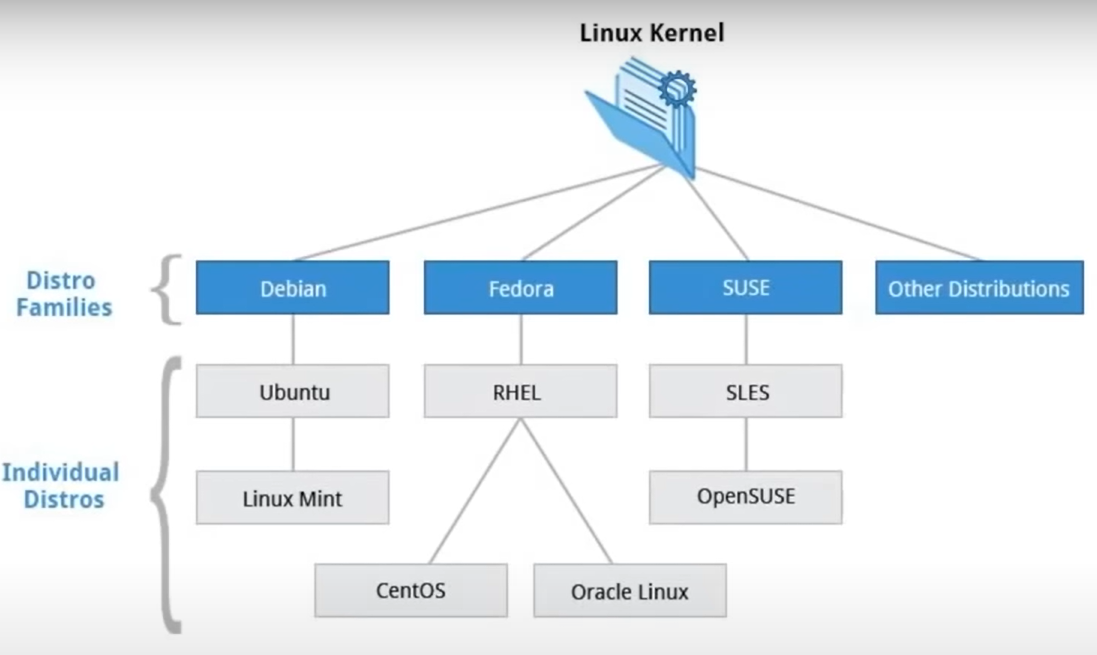 Linux Kernel
Distro
Families
Debian
Fedora
SUSE
Other Distributions
Individual
Distros
Ubuntu
RHEL
SLES
Linux Mint
OpenSUSE
CentOS
Oracle Linux